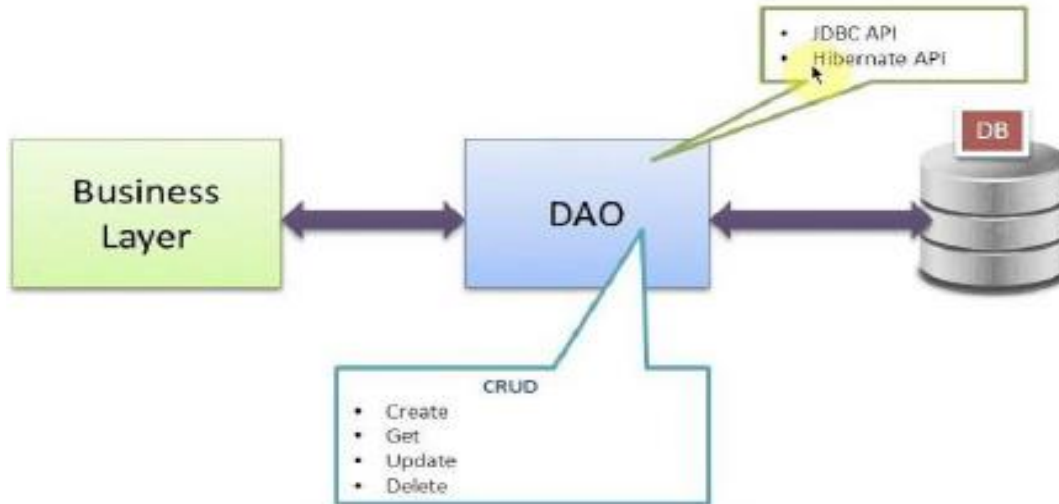 • JDBC API
• Hibernate API
DB
Business
Layer
DAO
CRUD
• Create
• Get
• Update
• Delete